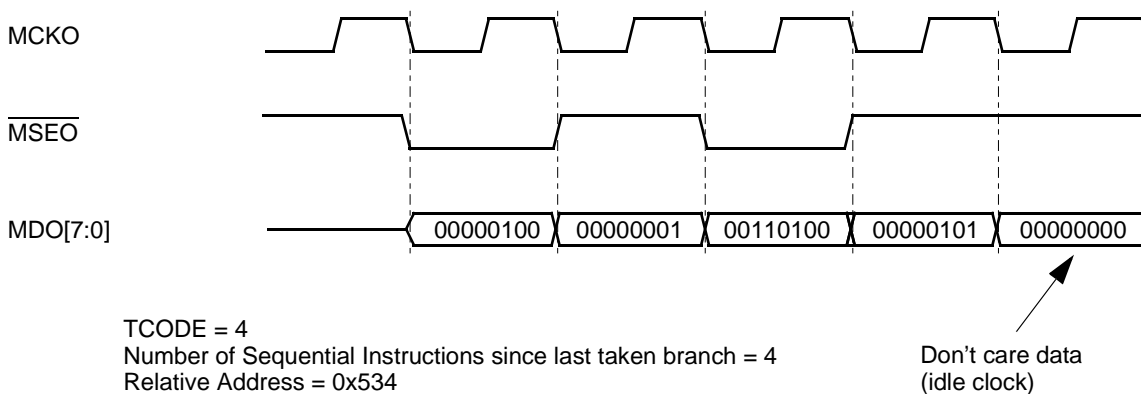 MCKO
MSEO
MDO[7:0]
00000100 00000001 00110100 00000101 00000000
TCODE = 4
Number of Sequential Instructions since last taken branch = 4
Relative Address = 0x534
Don't care data
(idle clock)